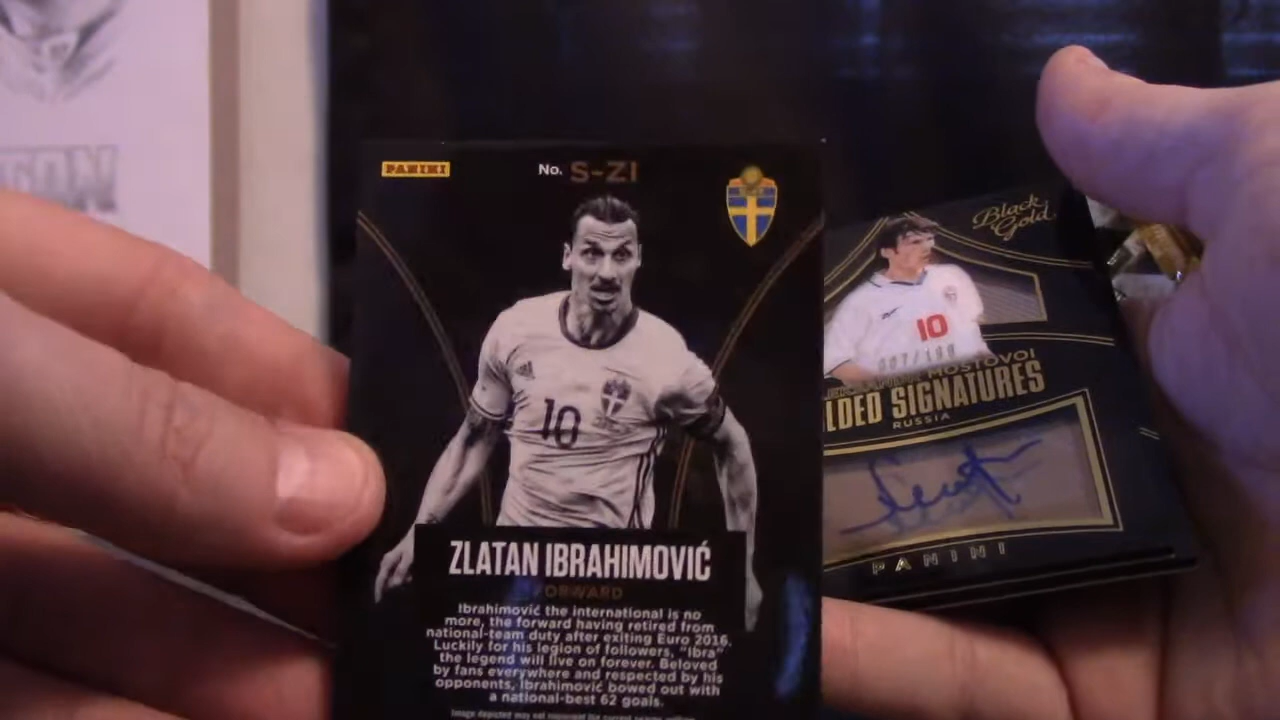 PANINI
No. S-ZI
10
ZLATAN IBRAHIMOVIĆ
FORWARD
Ibrahimović the international is no
more, the forward having retired from
national-team duty after exiting Euro 2016.
Luckily for his legion of followers, "Ibra"
the legend will live on forever. Beloved
by fans everywhere and respected by his
opponents, Ibrahimović bowed out with
a national-best 62 goals.
Black
Gold
10
MOSTOVOI
LDED SIGNATURES
RUSSIA
PANINI